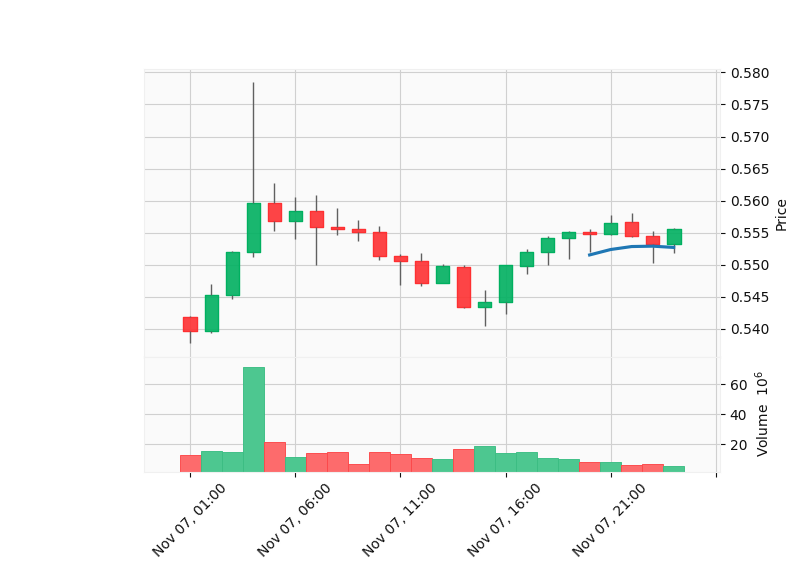 0.580
0.575
0.570
0.565
0.560
0.555
0.550
0.545
0.540
Price
60
40
20
Volume 10^6
Nov 07, 01:00
Nov 07, 06:00
Nov 07, 11:00
Nov 07, 16:00
Nov 07, 21:00